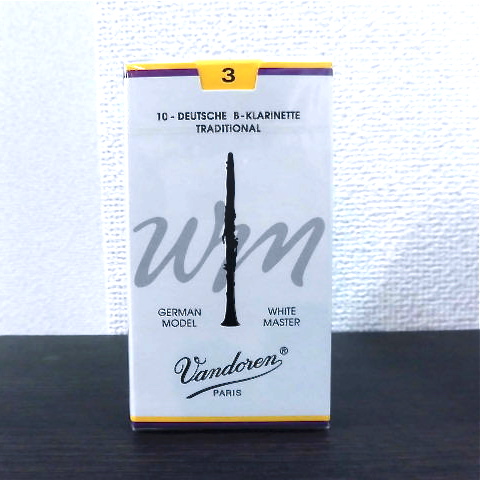 3
10 - DEUTSCHE B-KLARINETTE
TRADITIONAL
wm
GERMAN MODEL
WHITE MASTER
Vandoren®
PARIS